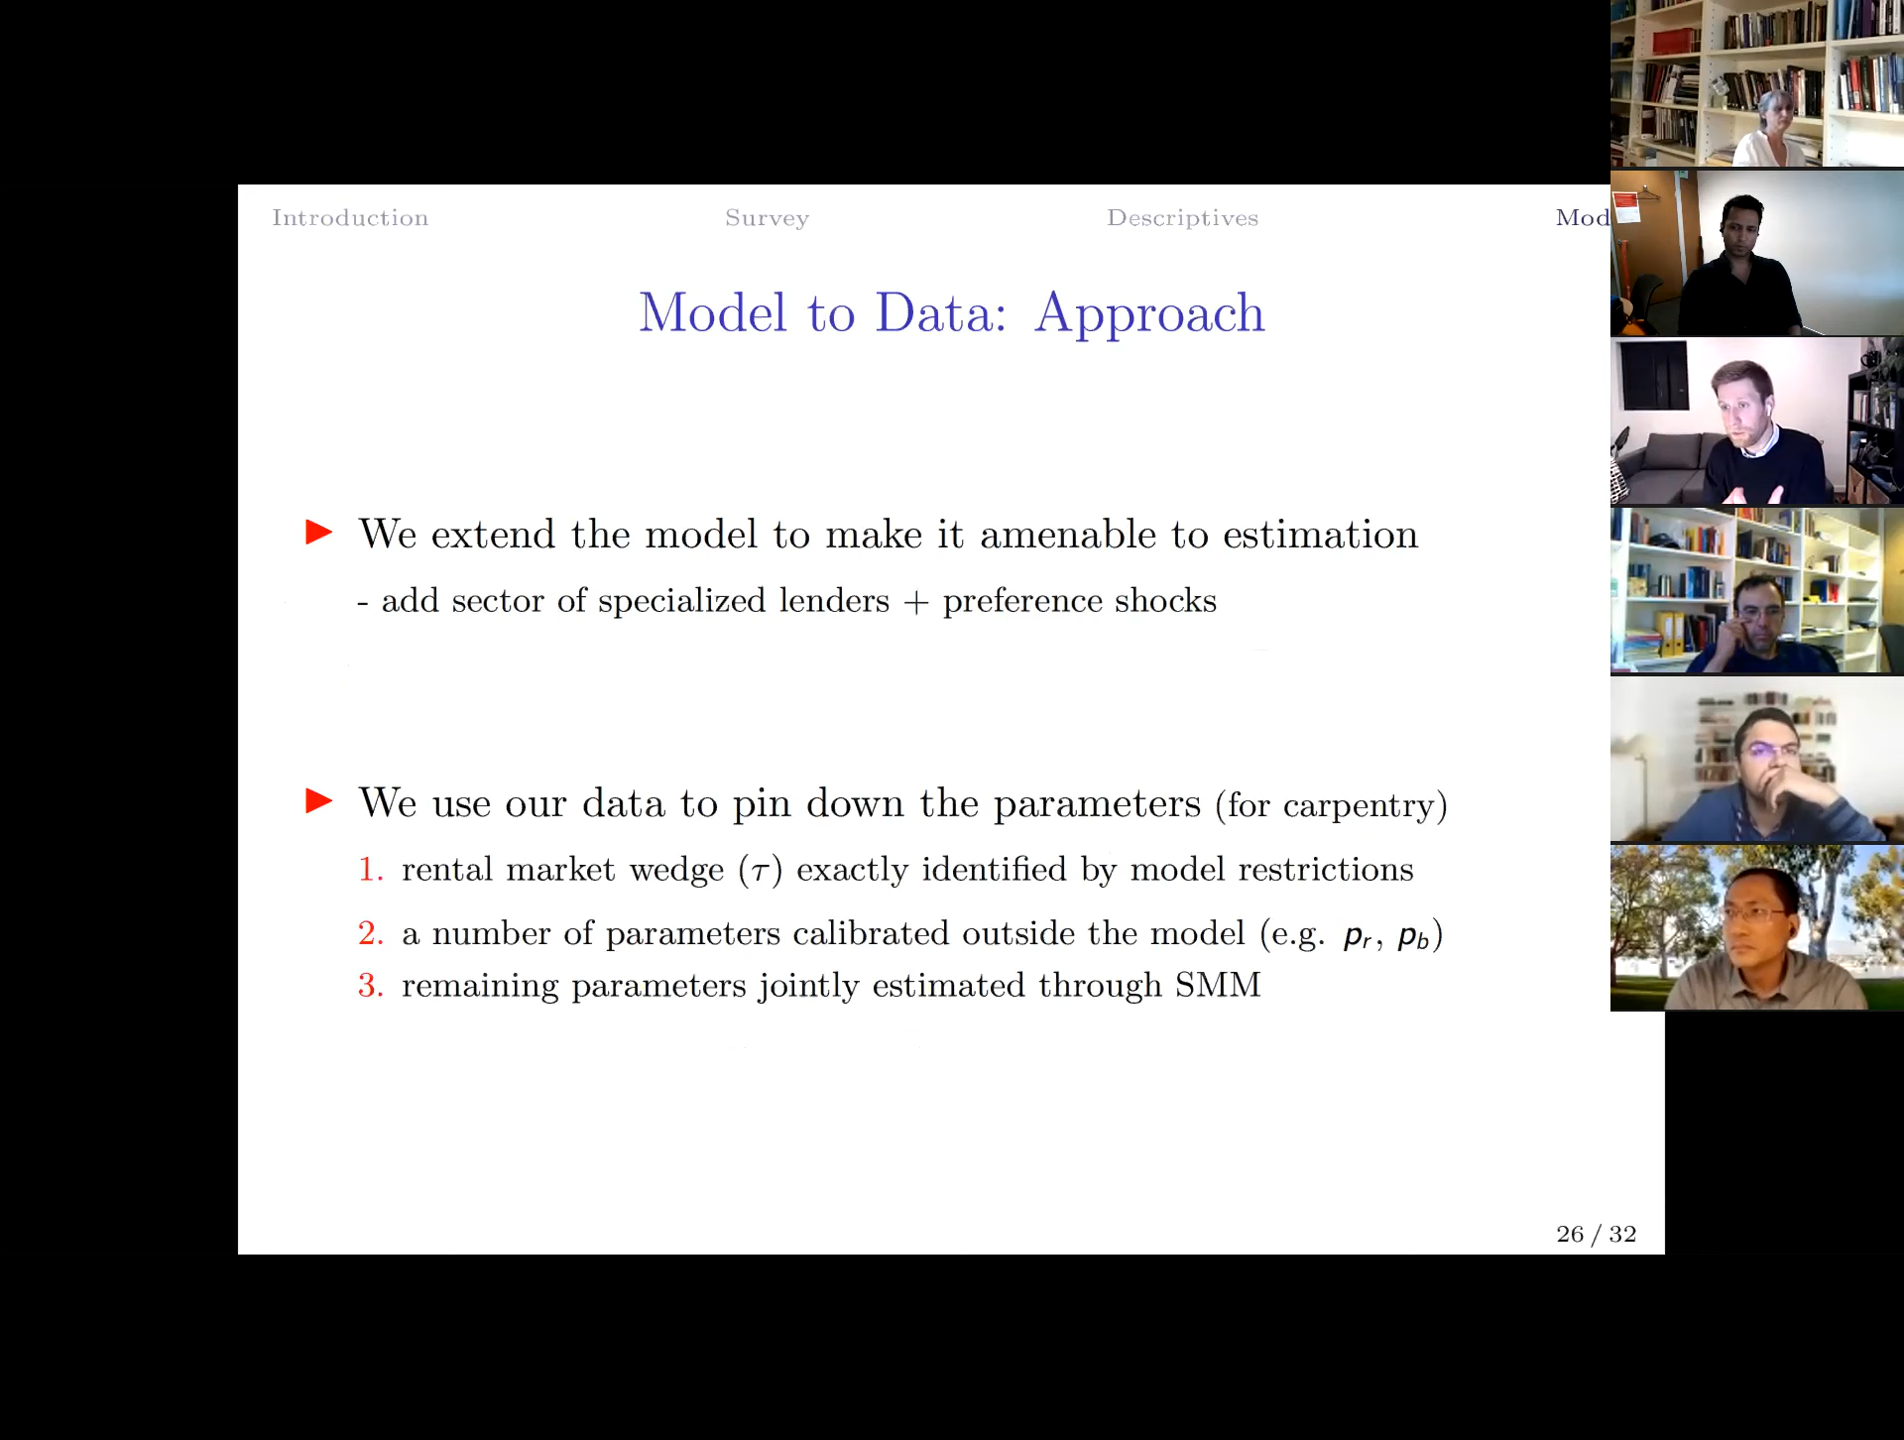 Introduction Survey Descriptives Mod
Model to Data: Approach
We extend the model to make it amenable to estimation
- add sector of specialized lenders + preference shocks
We use our data to pin down the parameters (for carpentry)
1. rental market wedge (τ) exactly identified by model restrictions
2. a number of parameters calibrated outside the model (e.g. pr, pb)
3. remaining parameters jointly estimated through SMM
26 / 32